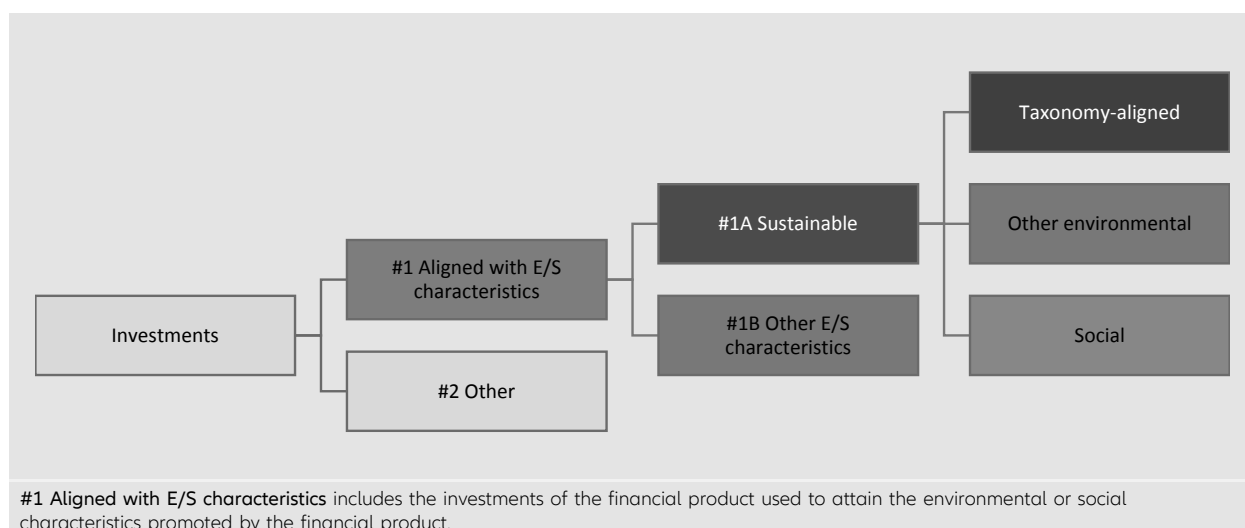 Taxonomy-aligned
#1A Sustainable
Other environmental
#1 Aligned with E/S
characteristics
Investments
#1B Other E/S
characteristics
Social
#2 Other
#1 Aligned with E/S characteristics includes the investments of the financial product used to attain the environmental or social
characteristics promoted by the financial product.